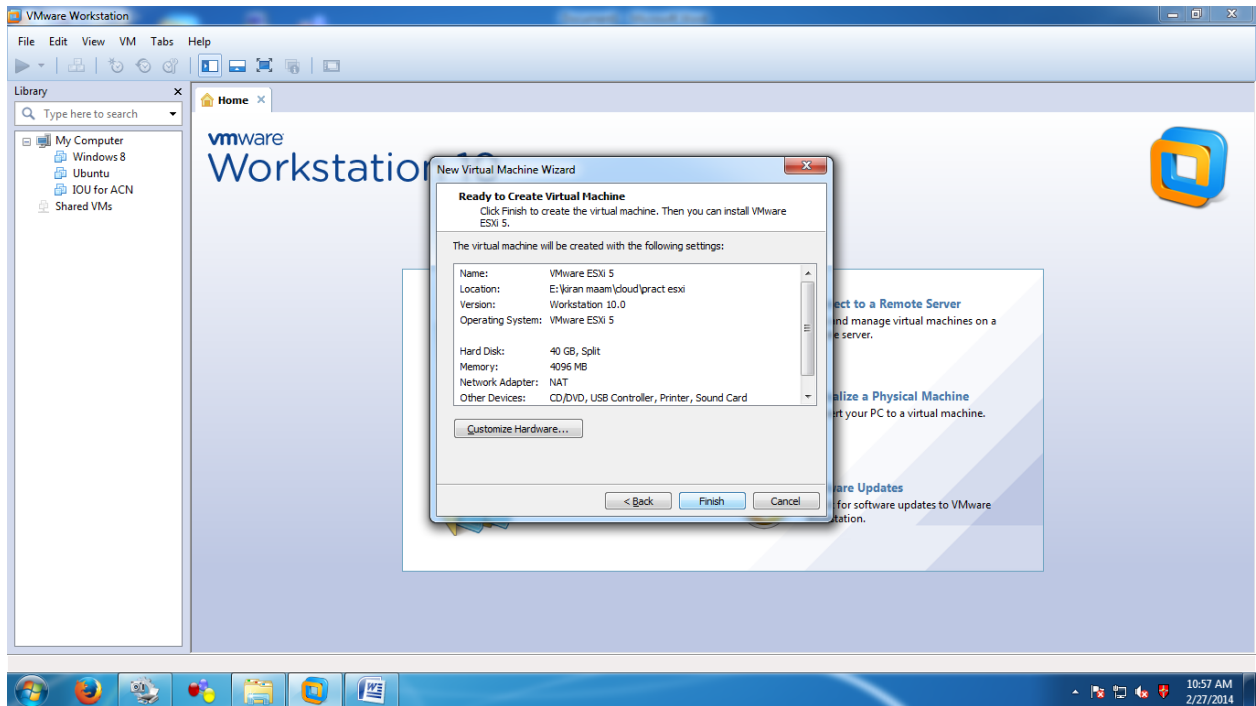 VMware Workstation
File Edit View VM Tabs Help
Library
Type here to search
My Computer
Windows 8
Ubuntu
IOU for ACN
Shared VMs
Home
vmware
Workstation 10
New Virtual Machine Wizard
Ready to Create Virtual Machine
Click Finish to create the virtual machine. Then you can install VMware
ESXi 5.
The virtual machine will be created with the following settings:
Name: VMware ESXi 5
Location: E:\kiran maam\cloud\pract esxi
Version: Workstation 10.0
Operating System: VMware ESXi 5
Hard Disk: 40 GB, Split
Memory: 4096 MB
Network Adapter: NAT
Other Devices: CD/DVD, USB Controller, Printer, Sound Card
Customize Hardware...
< Back Finish Cancel
ect to a Remote Server
and manage virtual machines on a
e server.
alize a Physical Machine
ert your PC to a virtual machine.
ware Updates
for software updates to VMware
station.
10:57 AM
2/27/2014